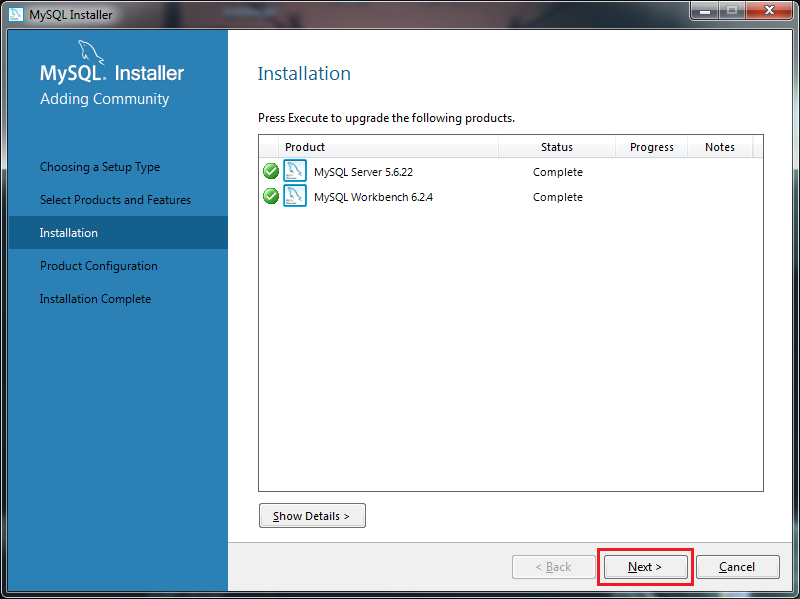 MySQL Installer
MySQL. Installer
Adding Community
Choosing a Setup Type
Select Products and Features
Installation
Product Configuration
Installation Complete
Installation
Press Execute to upgrade the following products.
Product Status Progress Notes
MySQL Server 5.6.22 Complete
MySQL Workbench 6.2.4 Complete
Show Details >
< Back Next > Cancel